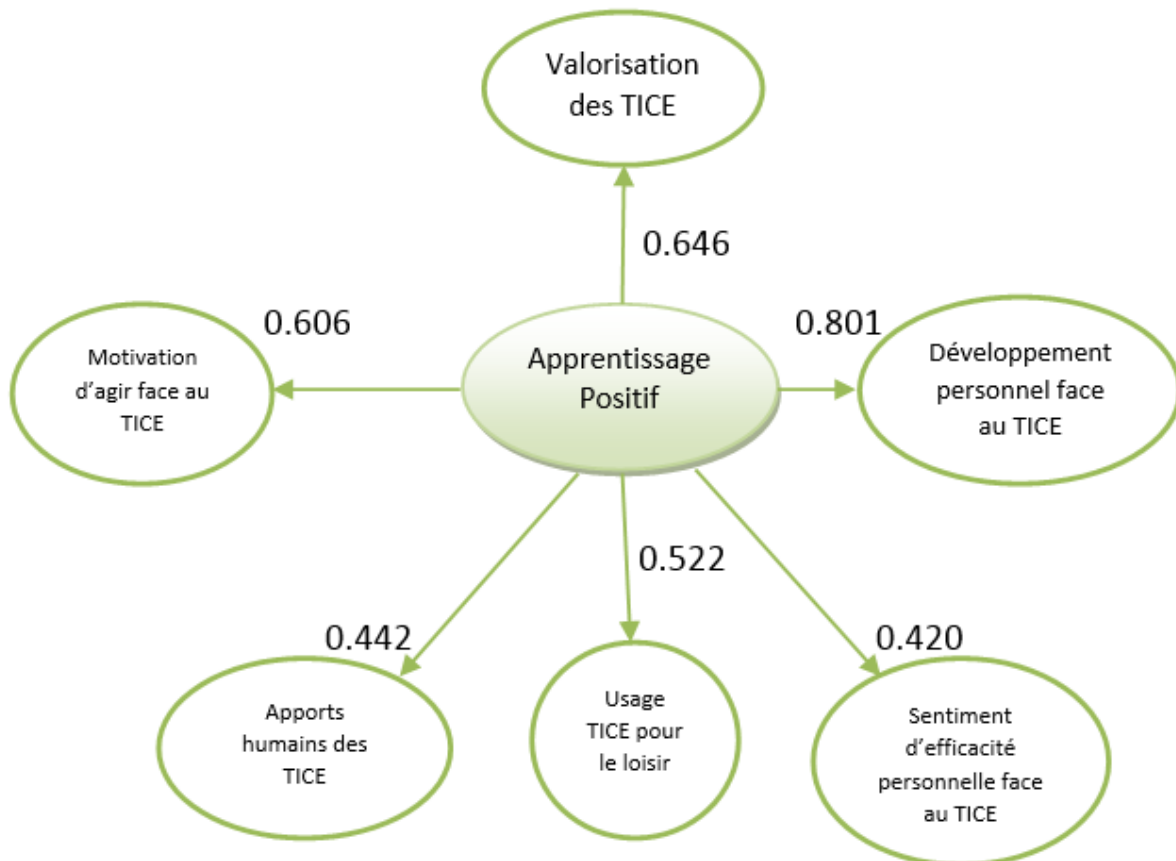 Valorisation
des TICE
0.646
0.606
0.801
Motivation
d’agir face au
TICE
Apprentissage
Positif
Développement
personnel face
au TICE
0.522
0.442
0.420
Apports
humains des
TICE
Usage
TICE pour
le loisir
Sentiment
d’efficacité
personnelle face
au TICE